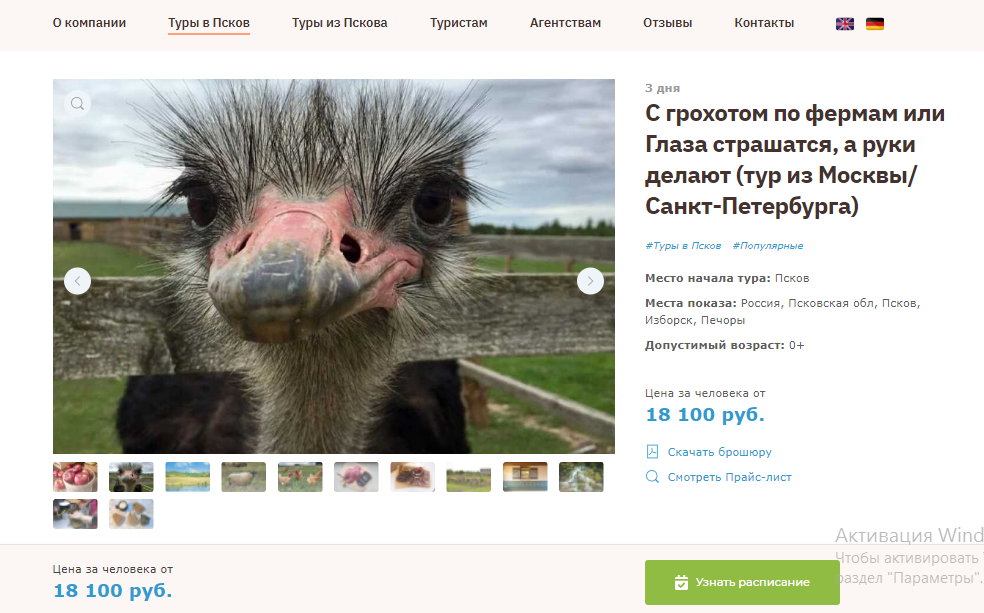 О компании
Туры в Псков
Туры из Пскова
Туристам
Агентствам
Отзывы
Контакты
3 дня
С грохотом по фермам или
Глаза страшатся, а руки
делают (тур из Москвы/
Санкт-Петербурга)
#Туры в Псков #Популярные
Место начала тура: Псков
Места показа: Россия, Псковская обл, Псков,
Изборск, Печоры
Допустимый возраст: 0+
Цена за человека от
18 100 руб.
Скачать брошюру
Смотреть Прайс-лист
Цена за человека от
18 100 руб.
Узнать расписание
Активация Wind
Чтобы активировать
раздел "Параметры".